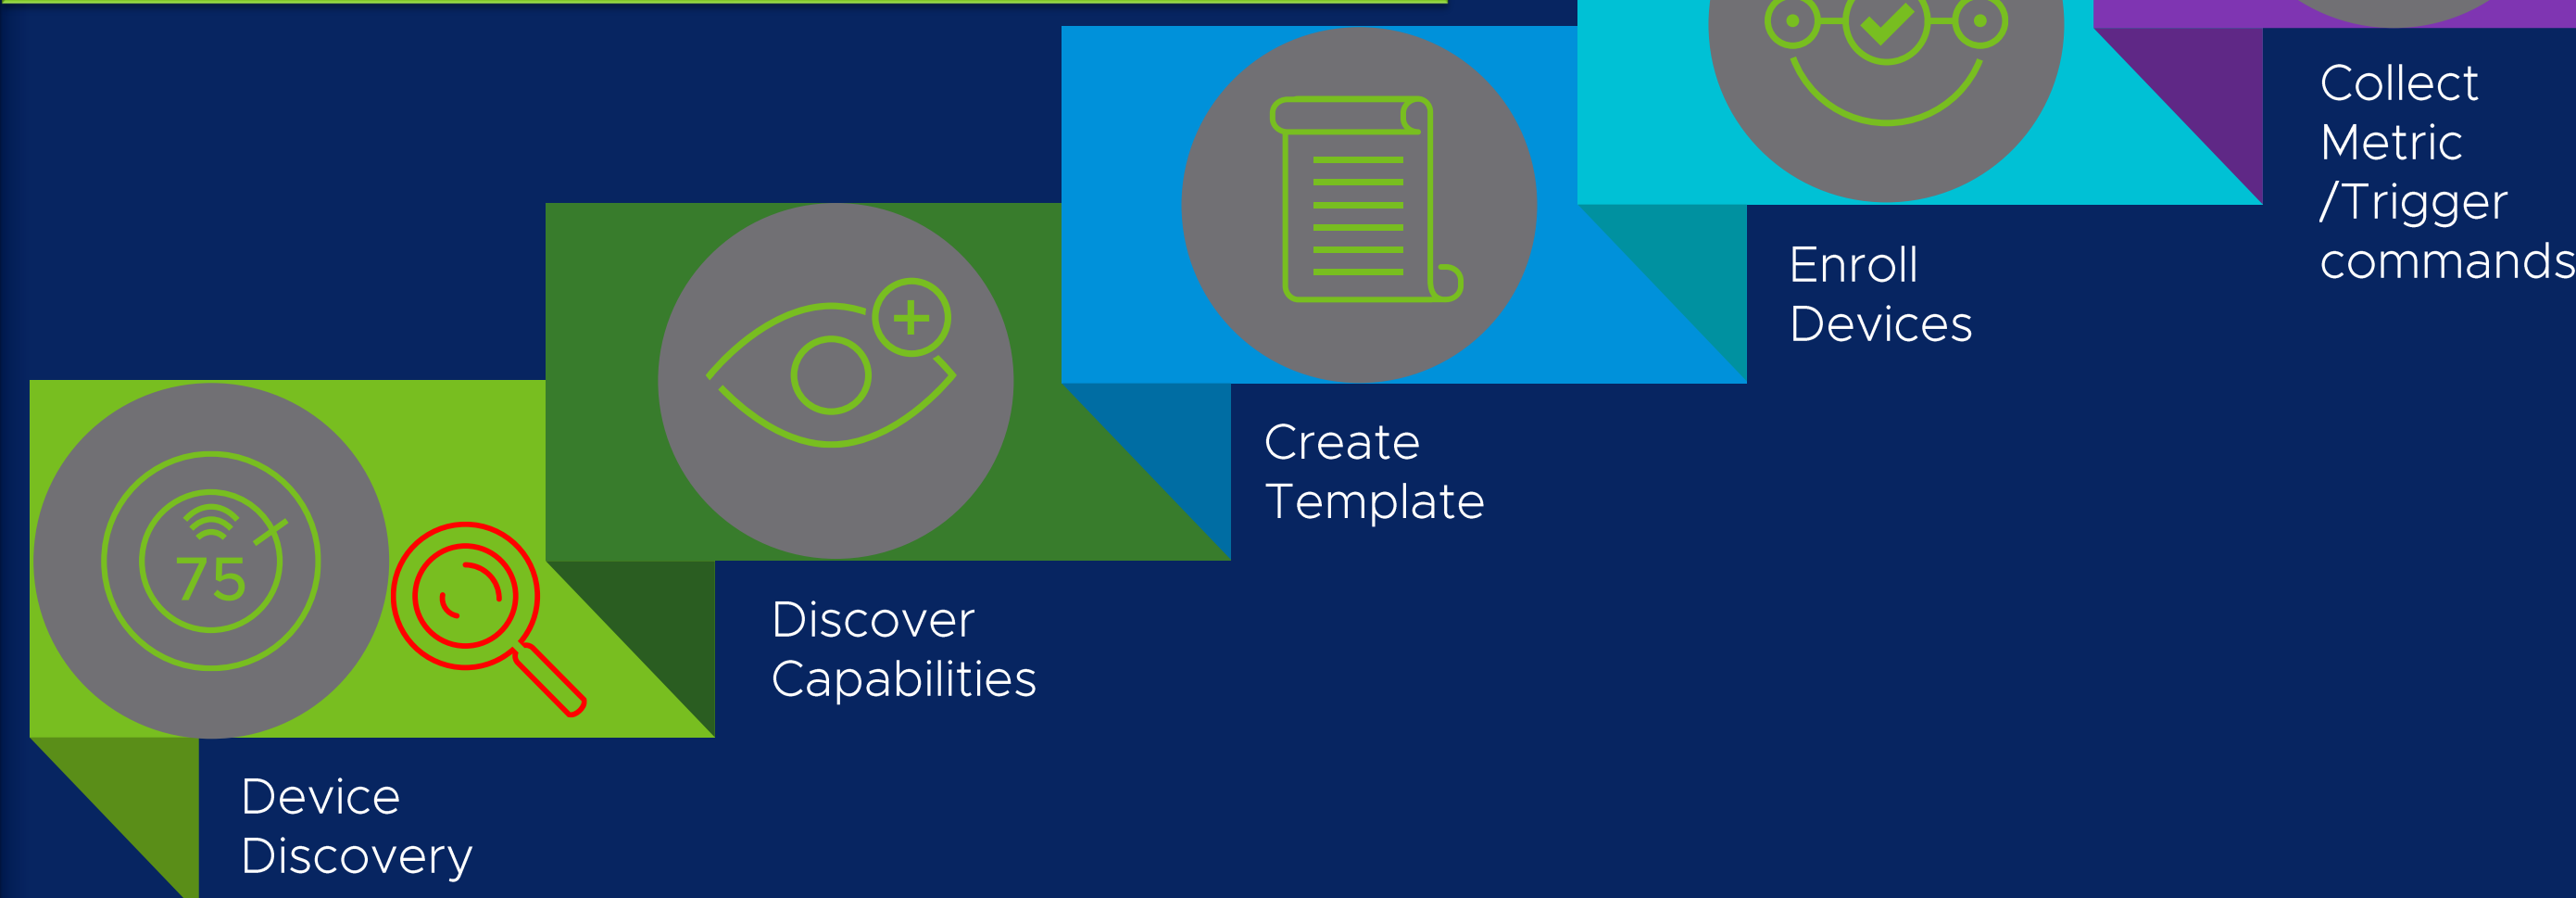 75
Device
Discovery
Discover
Capabilities
Create
Template
Enroll
Devices
Collect
Metric
/Trigger
commands